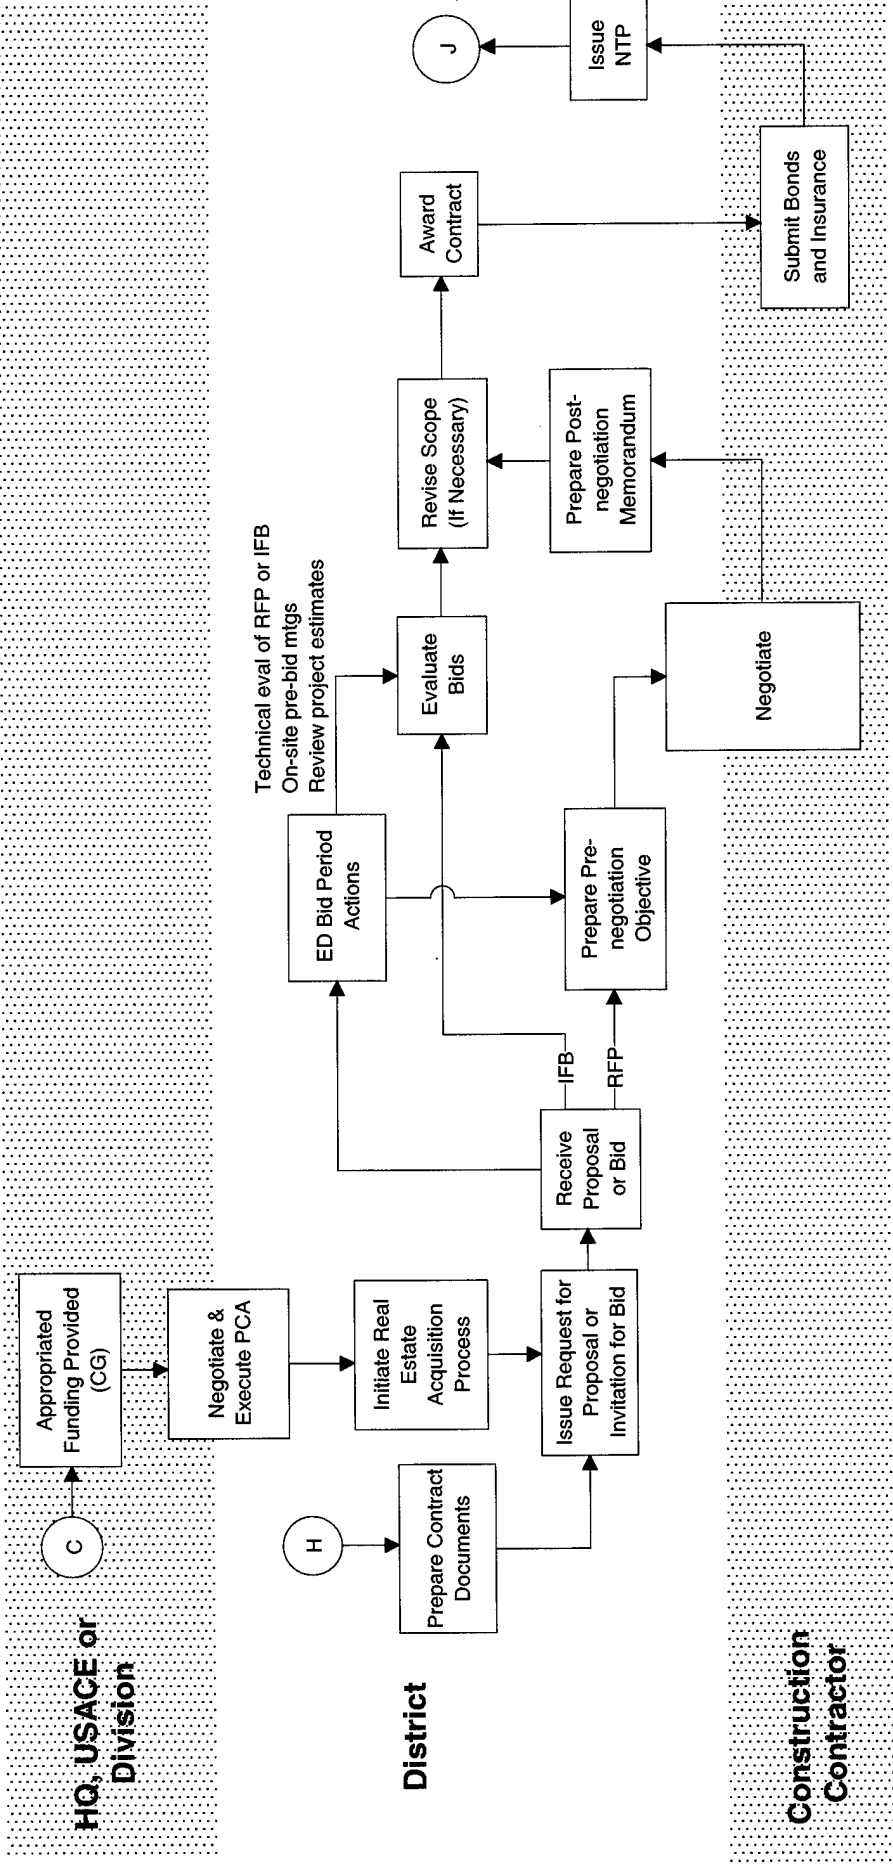 HQ, USACE or
Division
C
Appropriated
Funding Provided
(CG)
Negotiate &
Execute PCA
District
H
Prepare Contract
Documents
Initiate Real
Estate
Acquisition
Process
Issue Request for
Proposal or
Invitation for Bid
Receive
Proposal
or Bid
IFB
RFP
ED Bid Period
Actions
Technical eval of RFP or IFB
On-site pre-bid mtgs
Review project estimates
Evaluate
Bids
Prepare Pre-
negotiation
Objective
Negotiate
Prepare Post-
negotiation
Memorandum
Revise Scope
(If Necessary)
Award
Contract
Issue
NTP
J
Construction
Contractor
Submit Bonds
and Insurance